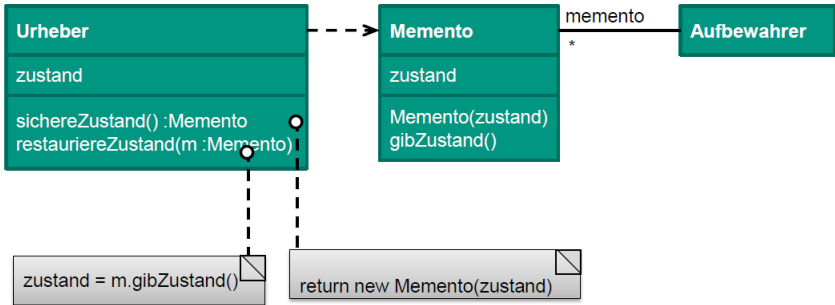 Urheber
zustand
sichereZustand() :Memento
restauriereZustand(m :Memento)
Memento
zustand
Memento(zustand)
gibZustand()
memento
*
Aufbewahrer
zustand = m.gibZustand()
return new Memento(zustand)